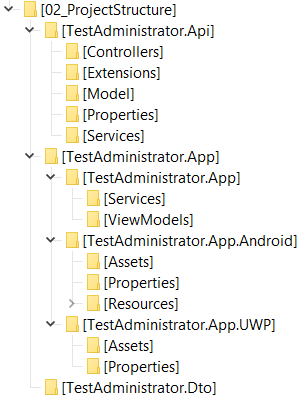 [02_ProjectStructure]
[TestAdministrator.Api]
[Controllers]
[Extensions]
[Model]
[Properties]
[Services]
[TestAdministrator.App]
[TestAdministrator.App]
[Services]
[ViewModels]
[TestAdministrator.App.Android]
[Assets]
[Properties]
[Resources]
[TestAdministrator.App.UWP]
[Assets]
[Properties]
[TestAdministrator.Dto]